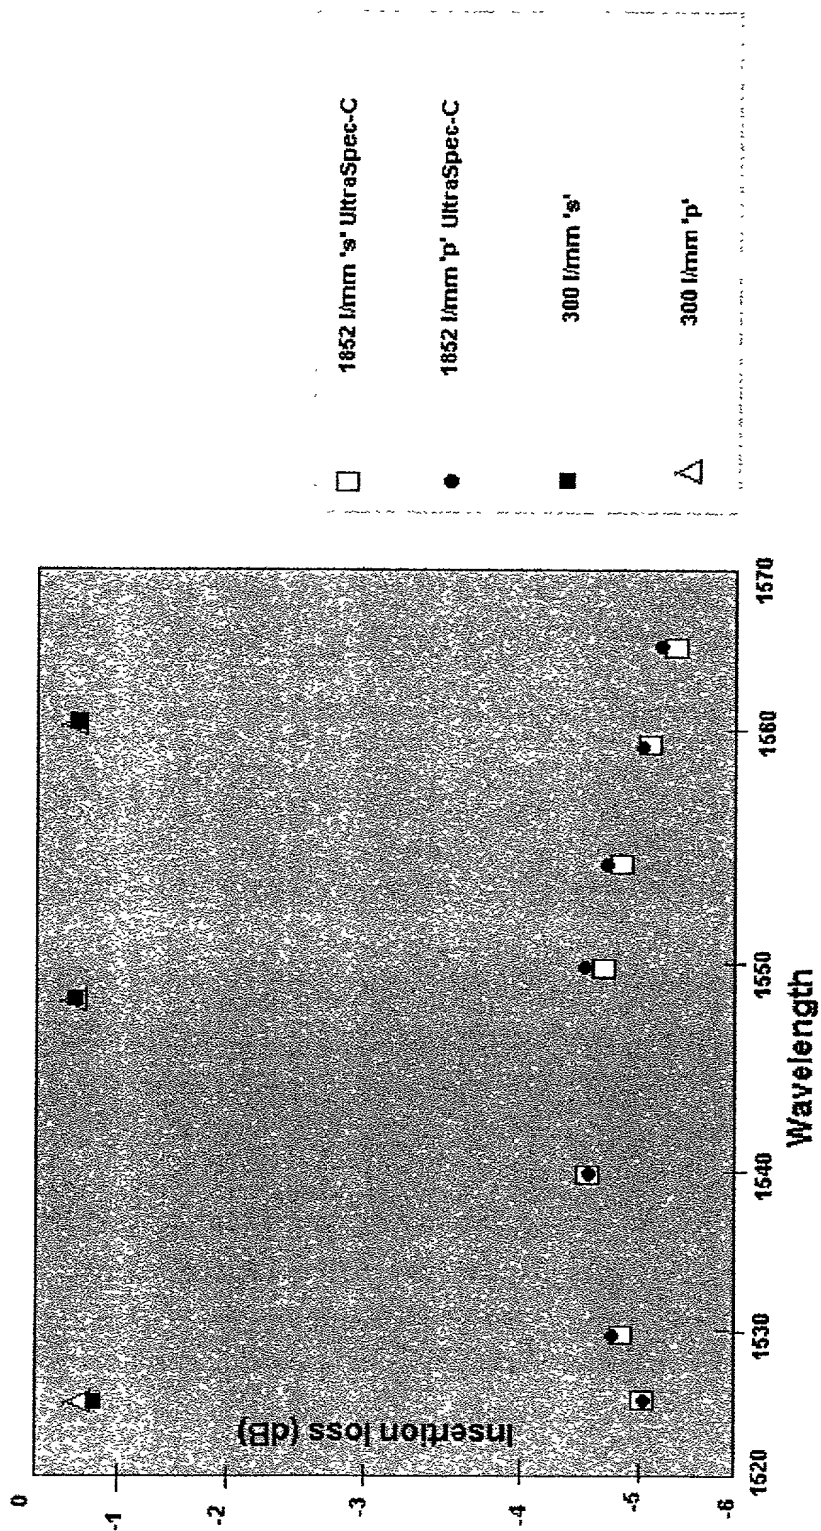 0
-1
-2
-3
-4
-5
-6
Insertion loss (dB)
1520
1530
1540
1550
1560
1570
Wavelength
1852 l/mm 's' UltraSpec-C
1852 l/mm 'p' UltraSpec-C
300 l/mm 's'
300 l/mm 'p'